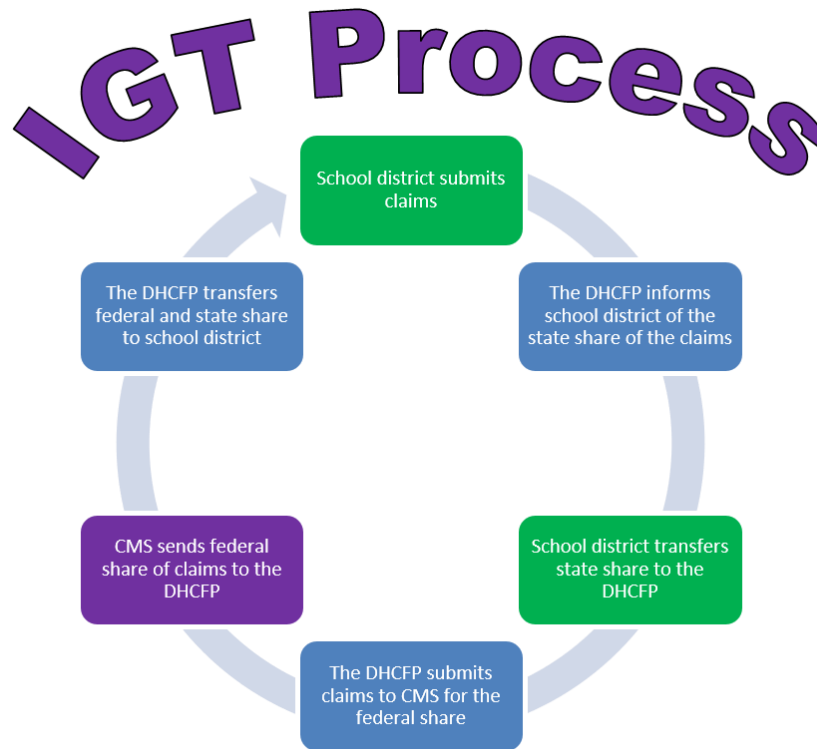 IGT Process
School district submits
claims
The DHCFP informs
school district of the
state share of the claims
School district transfers
state share to the
DHCFP
The DHCFP submits
claims to CMS for the
federal share
CMS sends federal
share of claims to the
DHCFP
The DHCFP transfers
federal and state share
to school district